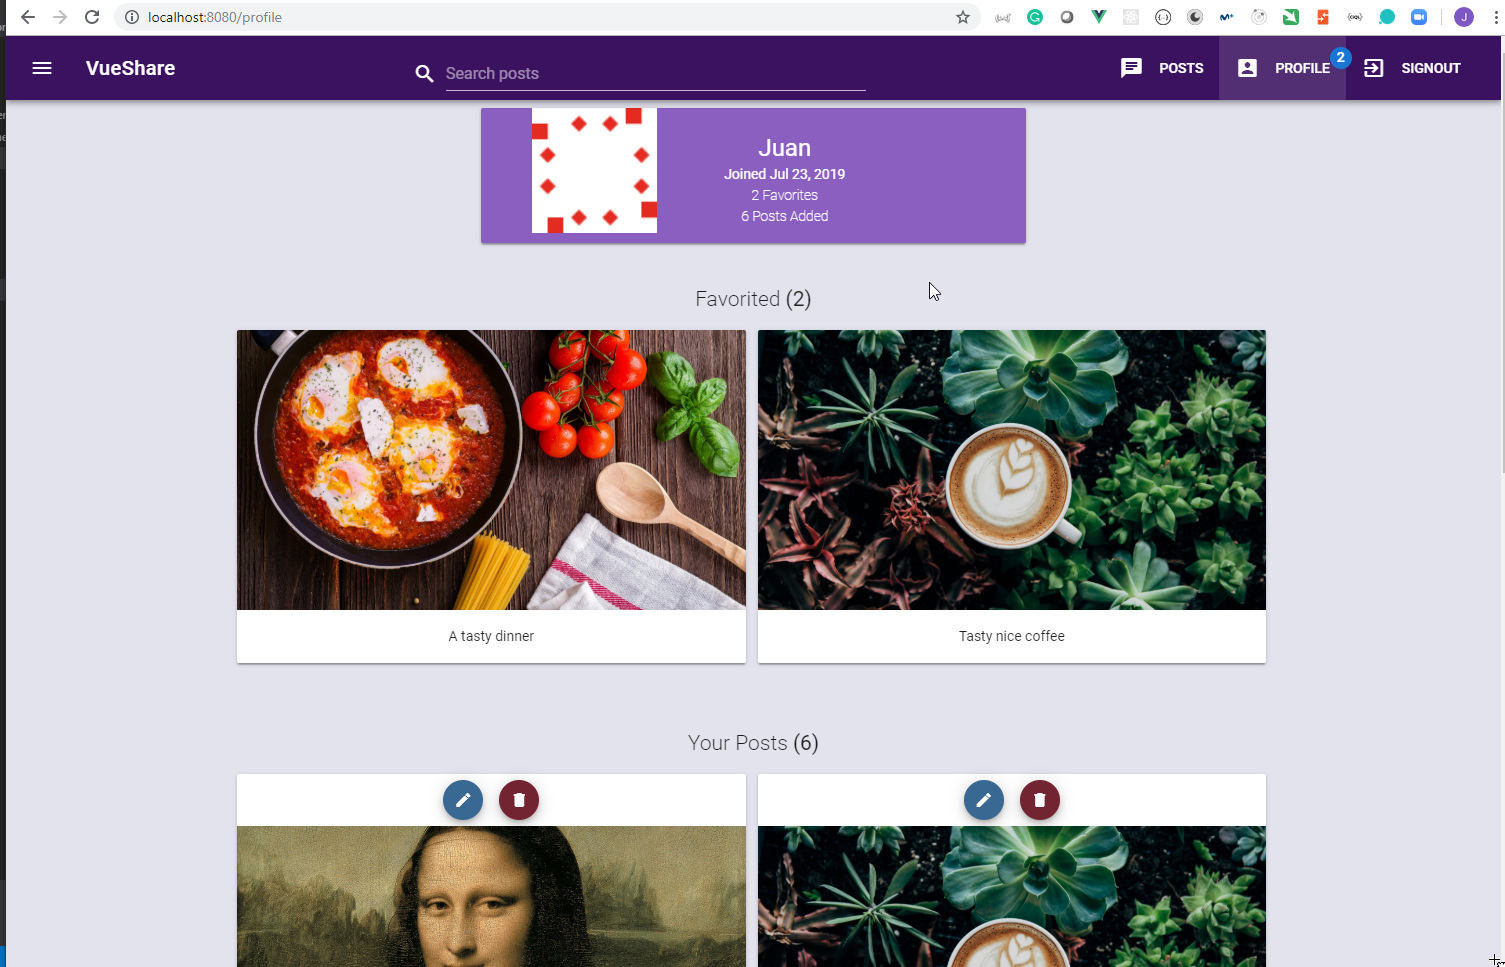 localhost:8080/profile
J
VueShare
Search posts
POSTS
PROFILE
2
SIGNOUT
Juan
Joined Jul 23, 2019
2 Favorites
6 Posts Added
Favorited (2)
A tasty dinner
Tasty nice coffee
Your Posts (6)